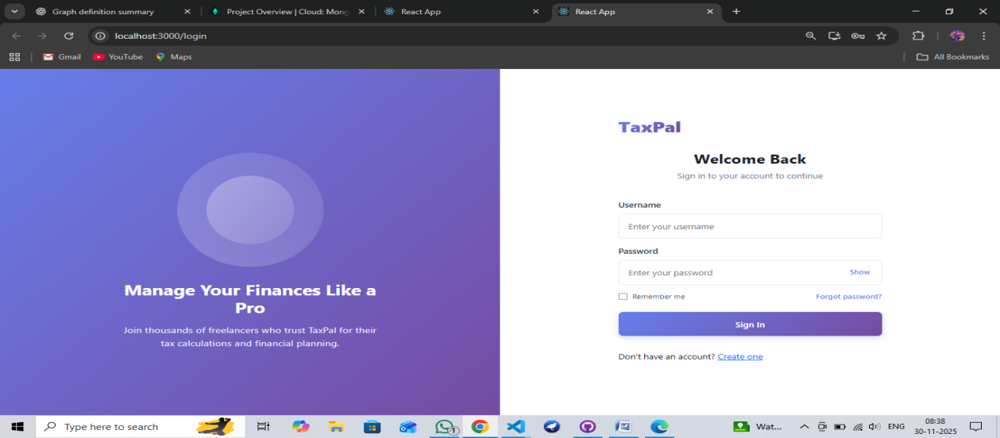 Graph definition summary
Project Overview | Cloud: Mong
React App
React App
localhost:3000/login
Gmail
YouTube
Maps
All Bookmarks
Manage Your Finances Like a
Pro
Join thousands of freelancers who trust TaxPal for their
tax calculations and financial planning.
TaxPal
Welcome Back
Sign in to your account to continue
Username
Enter your username
Password
Enter your password
Show
Remember me
Forgot password?
Sign In
Don't have an account? Create one
Type here to search
1
Wat...
ENG
08:38
30-11-2025